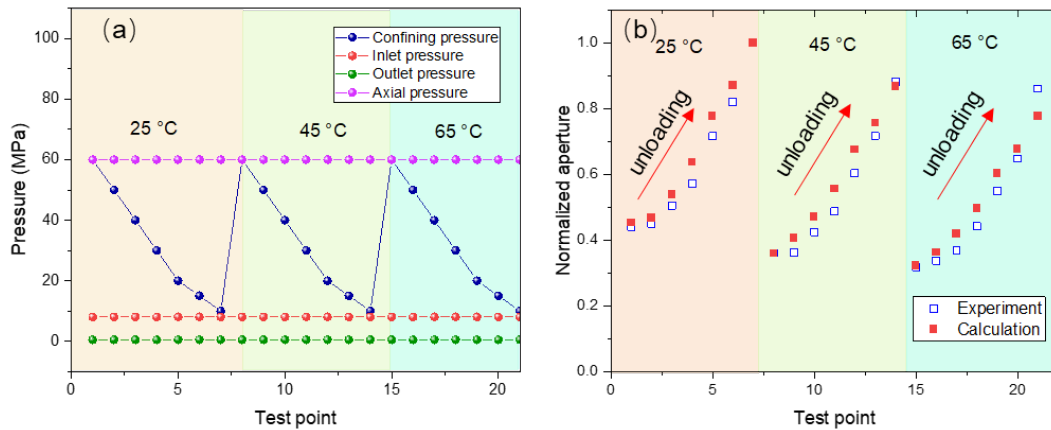 (a)
Confining pressure
Inlet pressure
Outlet pressure
Axial pressure
25 °C
45 °C
65 °C
100
80
60
40
20
0
Pressure (MPa)
0
5
10
15
20
Test point
(b)
25 °C
45 °C
65 °C
unloading
unloading
unloading
1.0
0.8
0.6
0.4
0.2
0.0
Normalized aperture
Experiment
Calculation
0
5
10
15
20
Test point